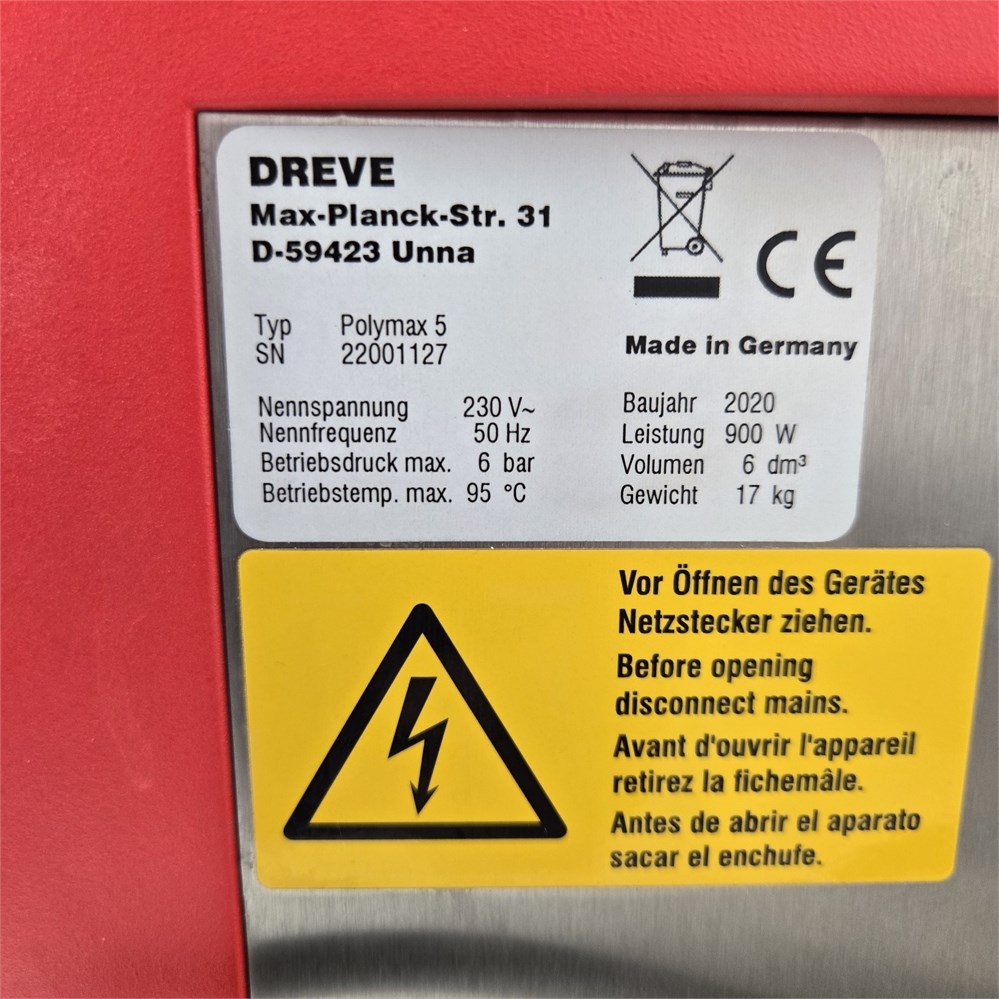 DREVE
Max-Planck-Str. 31
D-59423 Unna
CE
Typ Polymax 5
SN 22001127
Made in Germany
Nennspannung 230 V~
Nennfrequenz 50 Hz
Betriebsdruck max. 6 bar
Betriebstemp. max. 95 °C
Baujahr 2020
Leistung 900 W
Volumen 6 dm³
Gewicht 17 kg
Vor Öffnen des Gerätes
Netzstecker ziehen.
Before opening
disconnect mains.
Avant d'ouvrir l'appareil
retirez la fichemâle.
Antes de abrir el aparato
sacar el enchufe.